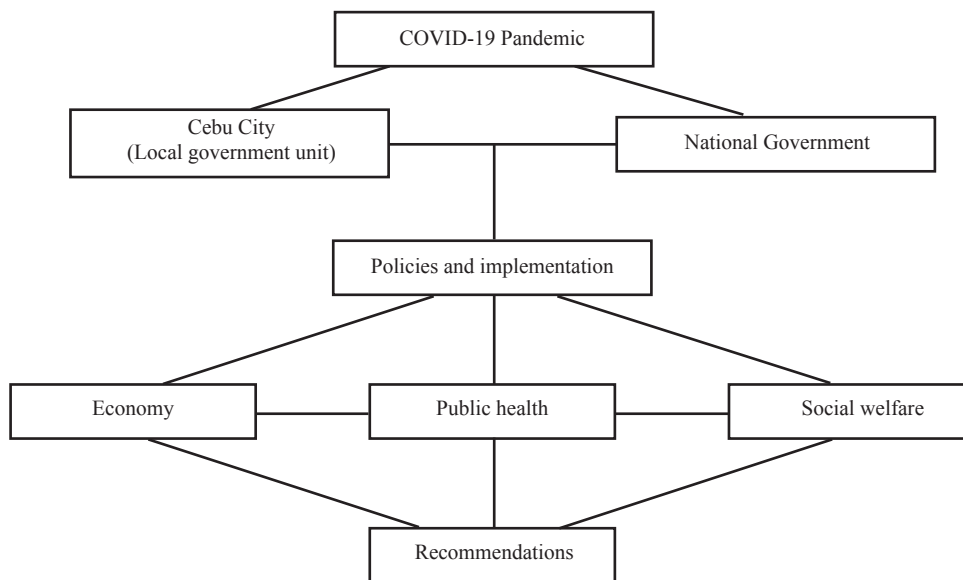 COVID-19 Pandemic
Cebu City
(Local government unit)
National Government
Policies and implementation
Economy
Public health
Social welfare
Recommendations